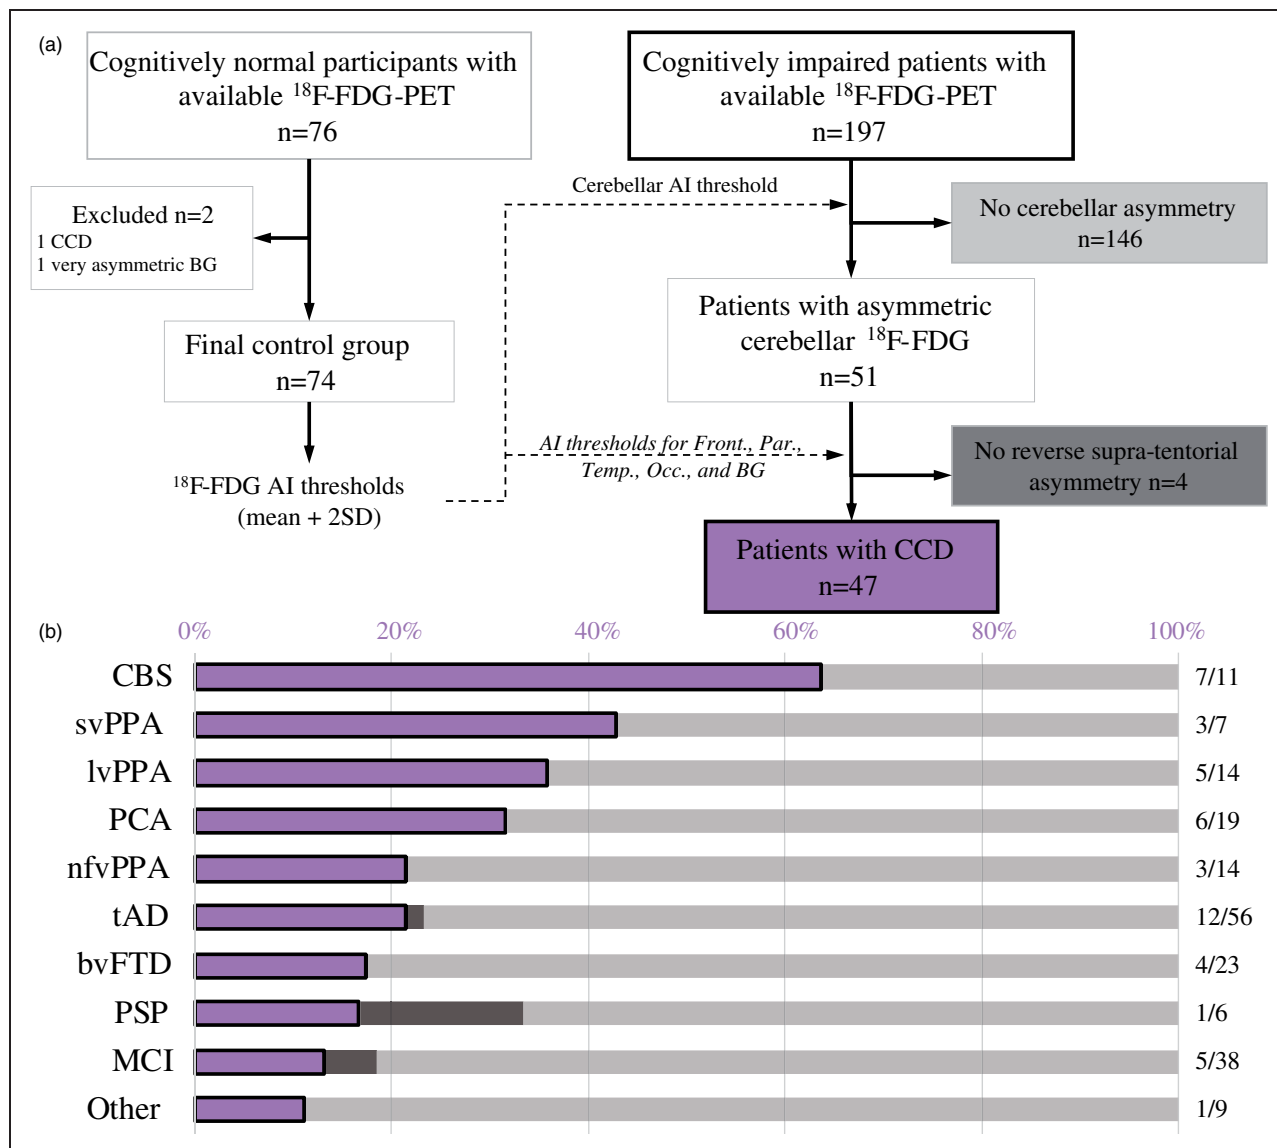 (a)
Cognitively normal participants with
available ¹⁸F-FDG-PET
n=76
Cognitively impaired patients with
available ¹⁸F-FDG-PET
n=197
Excluded n=2
1 CCD
1 very asymmetric BG
Cerebellar AI threshold
No cerebellar asymmetry
n=146
Final control group
n=74
Patients with asymmetric
cerebellar ¹⁸F-FDG
n=51
¹⁸F-FDG AI thresholds
(mean + 2SD)
AI thresholds for Front., Par.,
Temp., Occ., and BG
No reverse supra-tentorial
asymmetry n=4
Patients with CCD
n=47
(b)
0% 20% 40% 60% 80% 100%
CBS 7/11
svPPA 3/7
lvPPA 5/14
PCA 6/19
nfvPPA 3/14
tAD 12/56
bvFTD 4/23
PSP 1/6
MCI 5/38
Other 1/9